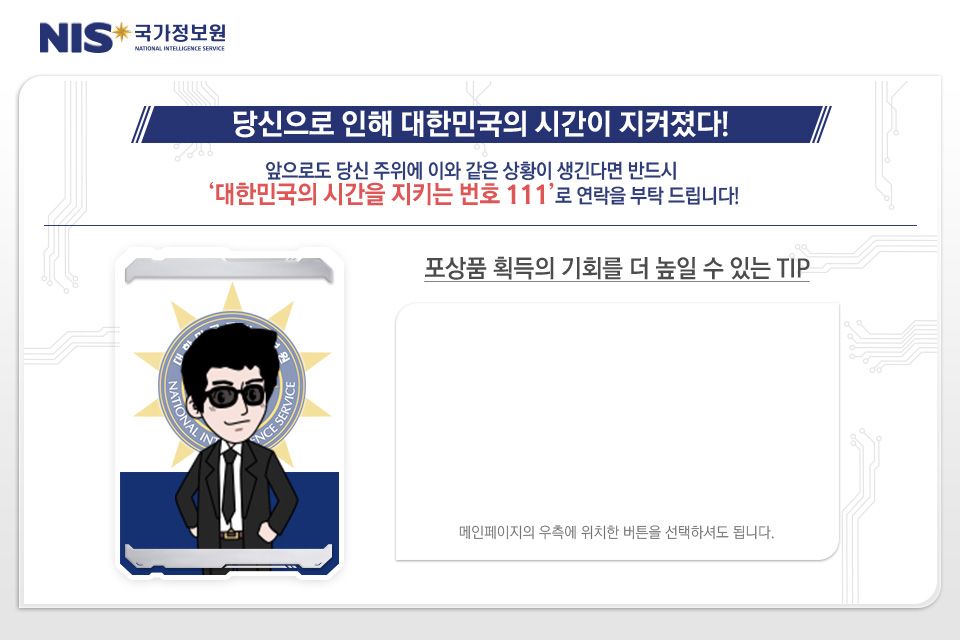 NIS 국가정보원
NATIONAL INTELLIGENCE SERVICE
당신으로 인해 대한민국의 시간이 지켜졌다!
앞으로도 당신 주위에 이와 같은 상황이 생긴다면 반드시
‘대한민국의 시간을 지키는 번호 111’로 연락을 부탁 드립니다!
포상품 획득의 기회를 더 높일 수 있는 TIP
NATIONAL SERVICE
메인페이지의 우측에 위치한 버튼을 선택하셔도 됩니다.